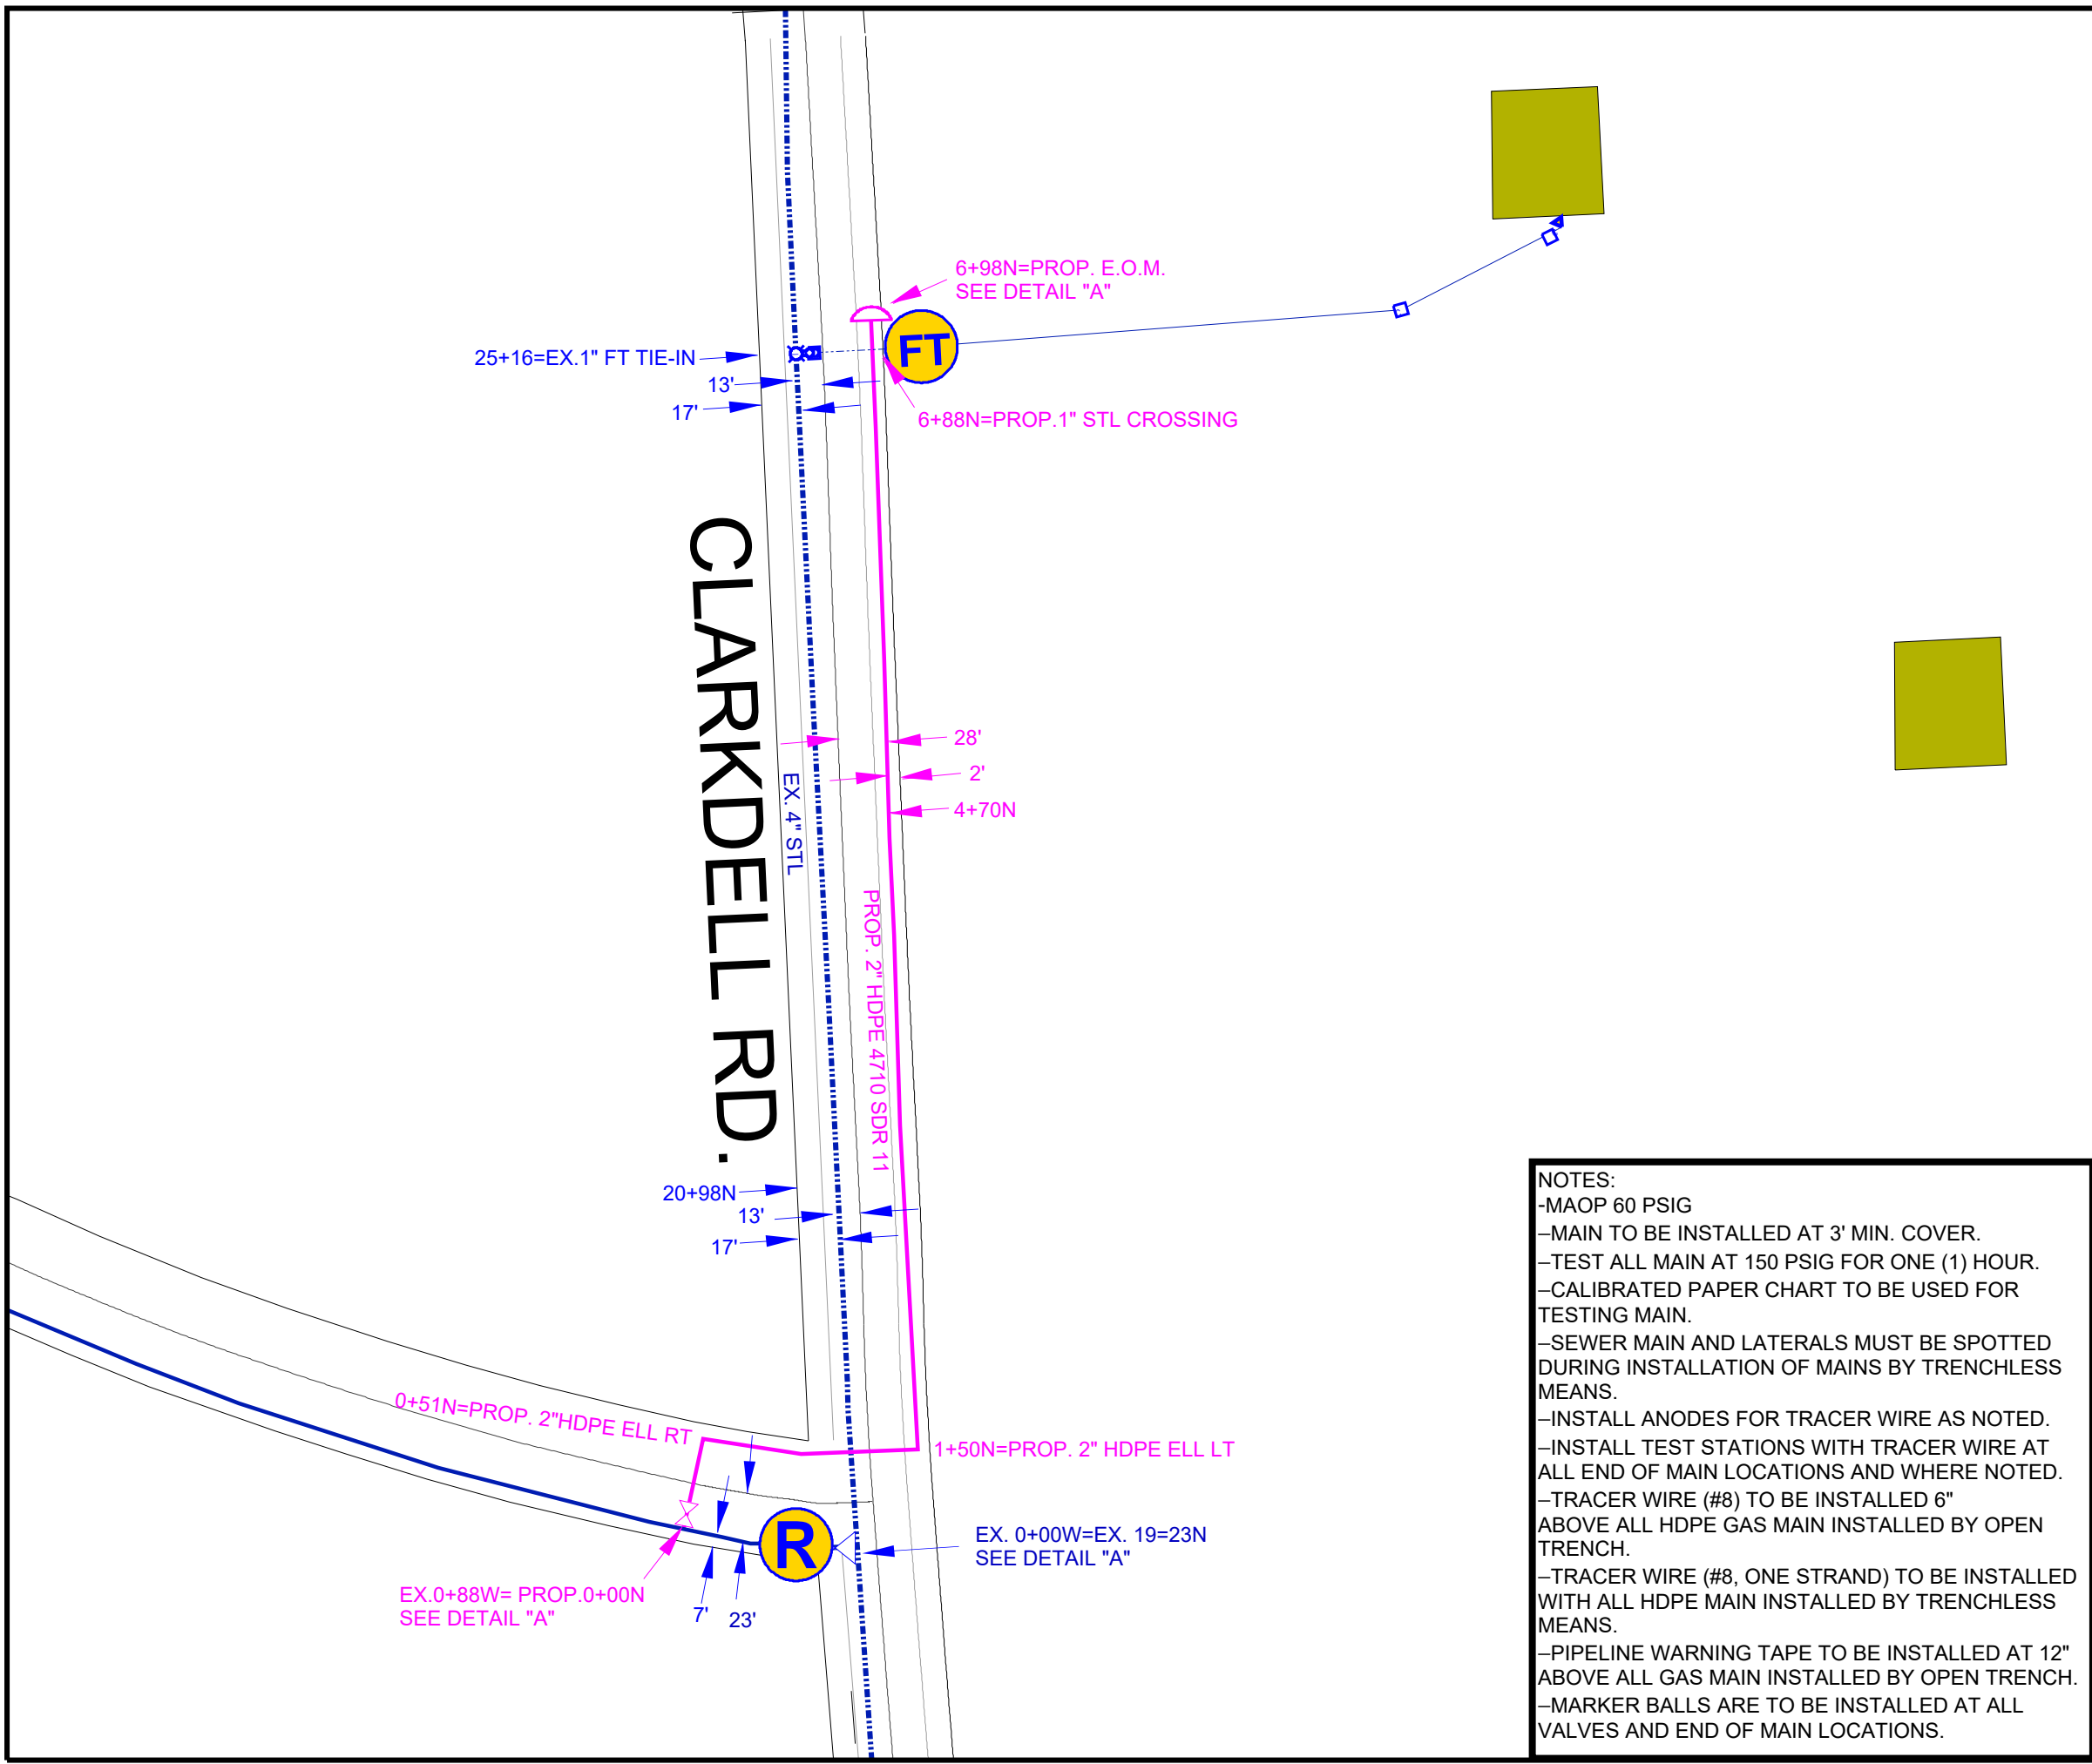 6+98N=PROP. E.O.M.
SEE DETAIL "A"
FT
25+16=EX.1" FT TIE-IN
13'
17'
6+88N=PROP.1" STL CROSSING
CLARKDELL RD.
28'
2'
EX. 4" STL
4+70N
PROP. 2" HDPE 4710 SDR 11
20+98N
13'
17'
0+51N=PROP. 2"HDPE ELL RT
1+50N=PROP. 2" HDPE ELL LT
R
EX. 0+00W=EX. 19=23N
SEE DETAIL "A"
EX.0+88W= PROP.0+00N
SEE DETAIL "A"
7'
23'
NOTES:
-MAOP 60 PSIG
–MAIN TO BE INSTALLED AT 3' MIN. COVER.
–TEST ALL MAIN AT 150 PSIG FOR ONE (1) HOUR.
–CALIBRATED PAPER CHART TO BE USED FOR
TESTING MAIN.
–SEWER MAIN AND LATERALS MUST BE SPOTTED
DURING INSTALLATION OF MAINS BY TRENCHLESS
MEANS.
–INSTALL ANODES FOR TRACER WIRE AS NOTED.
–INSTALL TEST STATIONS WITH TRACER WIRE AT
ALL END OF MAIN LOCATIONS AND WHERE NOTED.
–TRACER WIRE (#8) TO BE INSTALLED 6"
ABOVE ALL HDPE GAS MAIN INSTALLED BY OPEN
TRENCH.
–TRACER WIRE (#8, ONE STRAND) TO BE INSTALLED
WITH ALL HDPE MAIN INSTALLED BY TRENCHLESS
MEANS.
–PIPELINE WARNING TAPE TO BE INSTALLED AT 12"
ABOVE ALL GAS MAIN INSTALLED BY OPEN TRENCH.
–MARKER BALLS ARE TO BE INSTALLED AT ALL
VALVES AND END OF MAIN LOCATIONS.